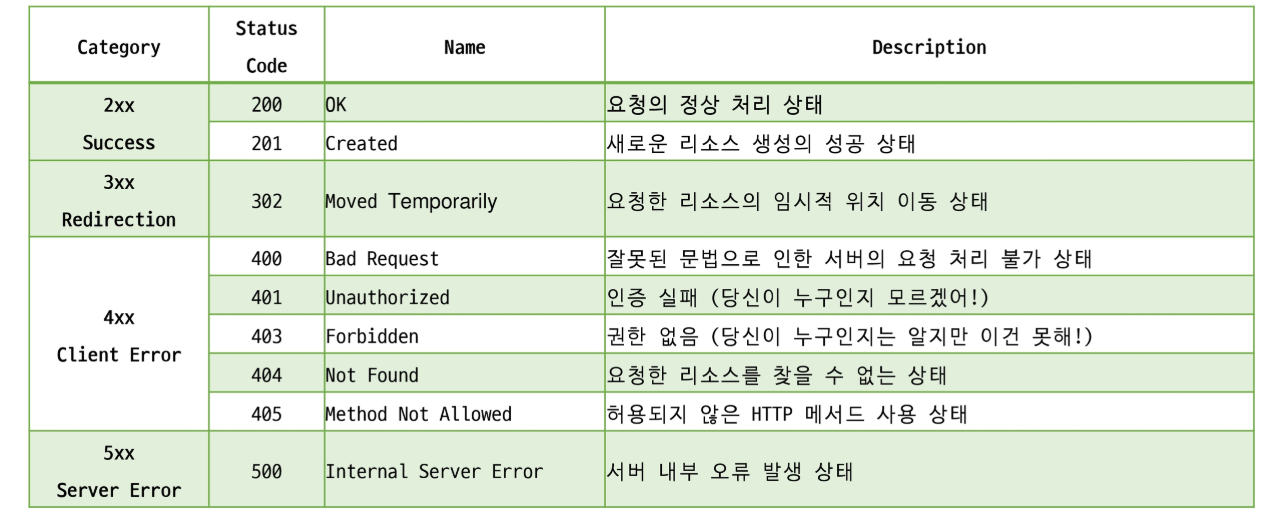 Category Status Code Name Description
2xx Success 200 OK 요청의 정상 처리 상태
201 Created 새로운 리소스 생성의 성공 상태
3xx Redirection 302 Moved Temporarily 요청한 리소스의 임시적 위치 이동 상태
4xx Client Error 400 Bad Request 잘못된 문법으로 인한 서버의 요청 처리 불가 상태
401 Unauthorized 인증 실패 (당신이 누구인지 모르겠어!)
403 Forbidden 권한 없음 (당신이 누구인지는 알지만 이건 못해!)
404 Not Found 요청한 리소스를 찾을 수 없는 상태
405 Method Not Allowed 허용되지 않은 HTTP 메서드 사용 상태
5xx Server Error 500 Internal Server Error 서버 내부 오류 발생 상태